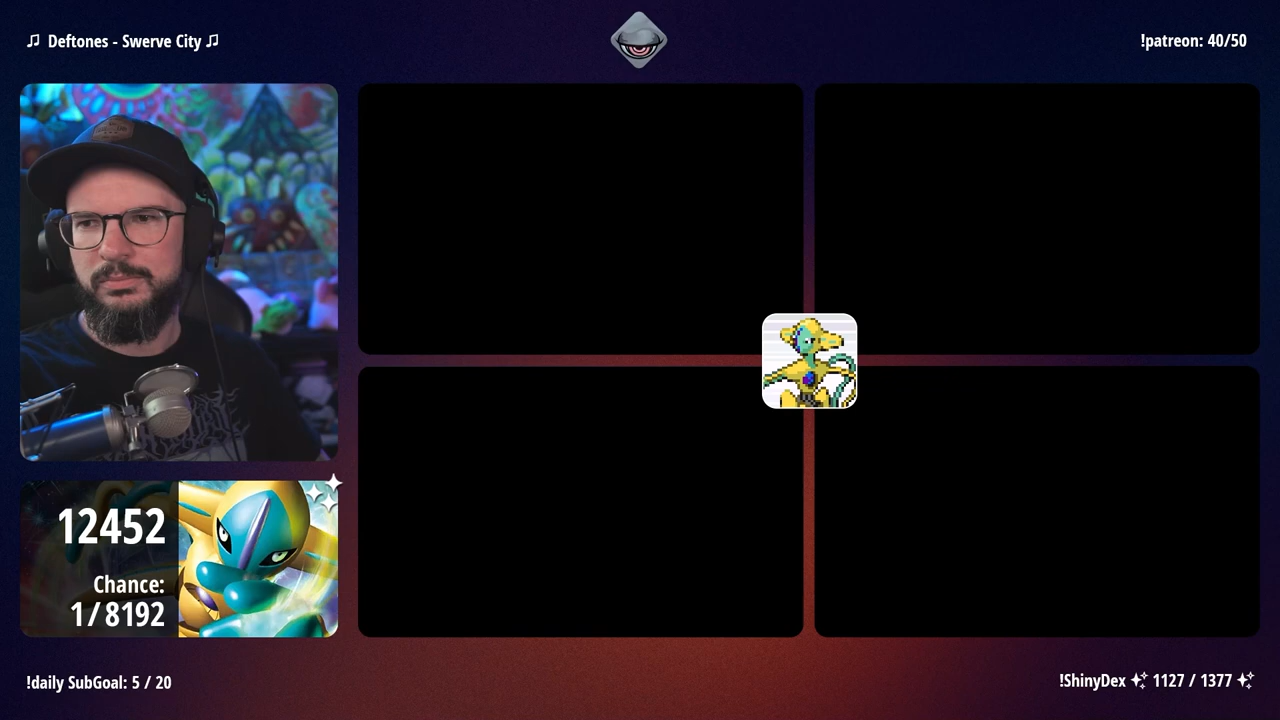 Deftones - Swerve City
!patreon: 40/50
12452
Chance:
1/8192
!daily SubGoal: 5 / 20
!ShinyDex 1127 / 1377